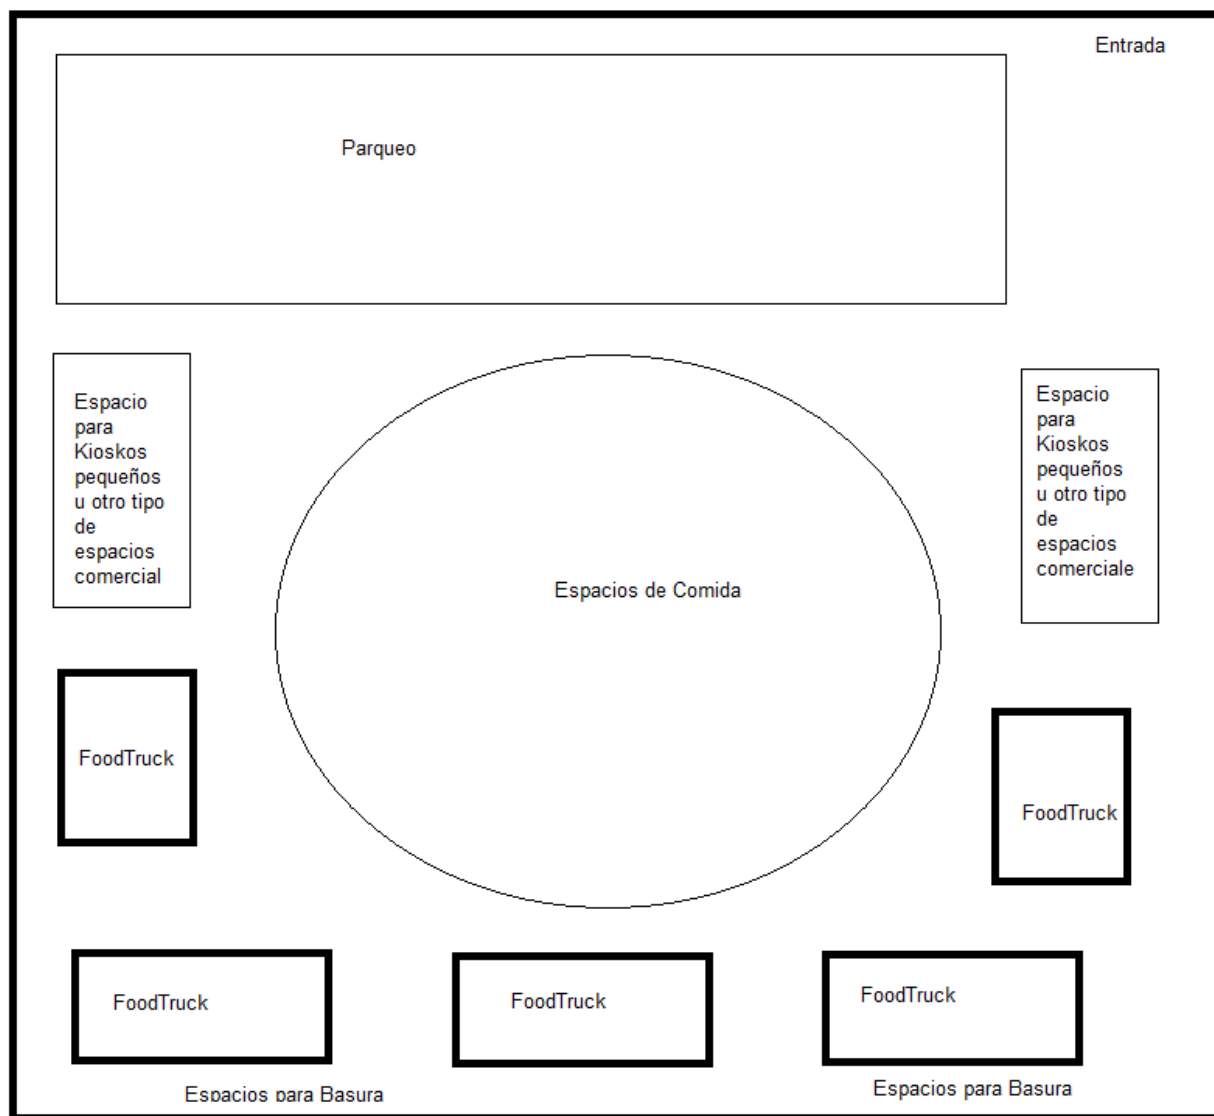 Entrada
Parqueo
Espacio
para
Kioskos
pequeños
u otro tipo
de
espacios
comercial
Espacio
para
Kioskos
pequeños
u otro tipo
de
espacios
comerciale
Espacios de Comida
FoodTruck
FoodTruck
FoodTruck
FoodTruck
FoodTruck
Espacios para Basura
Espacios para Basura